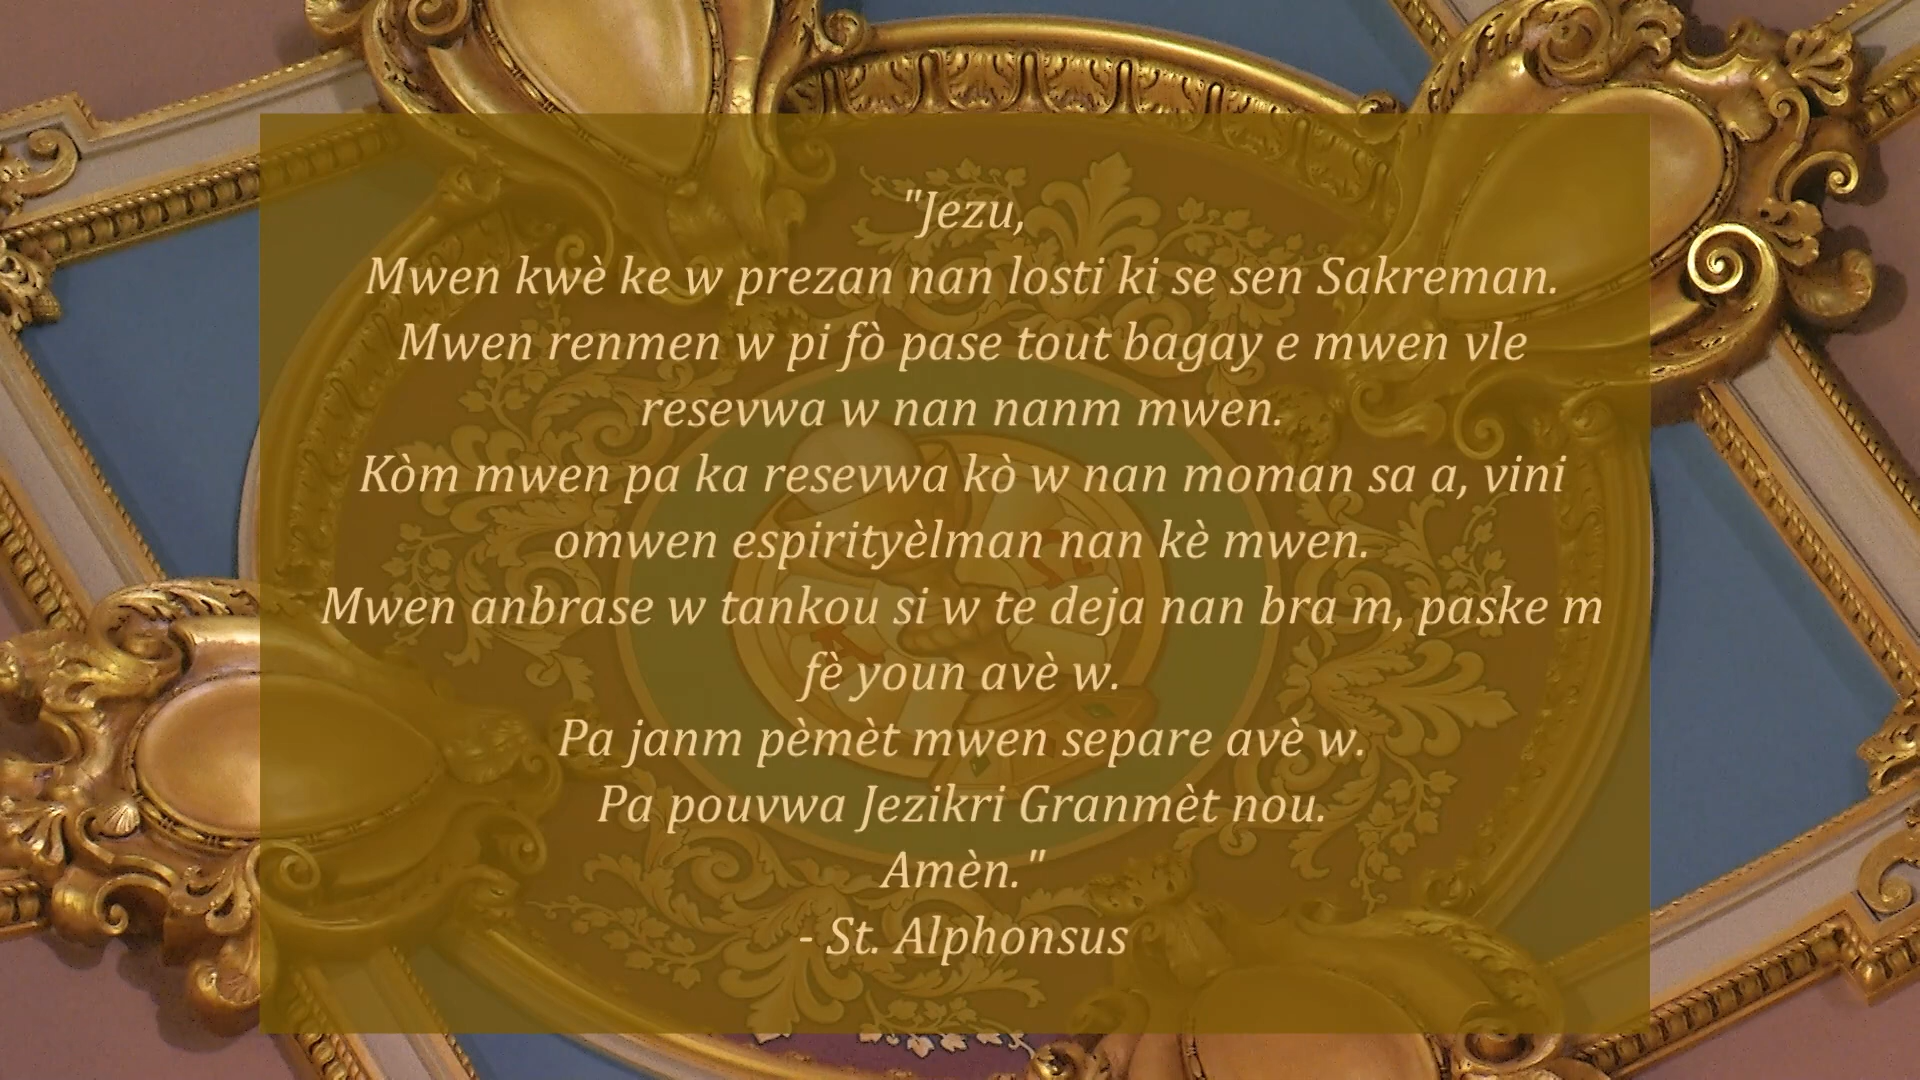 "Jezu,
Mwen kwè ke w prezan nan losti ki se sen Sakreman.
Mwen renmen w pi fò pase tout bagay e mwen vle
resevwa w nan nanm mwen.
Kòm mwen pa ka resevwa kò w nan moman sa a, vini
omwen espirityèlman nan kè mwen.
Mwen anbrase w tankou si w te deja nan bra m, paske m
fè youn avè w.
Pa janm pèmèt mwen separe avè w.
Pa pouvwa Jezikri Granmèt nou.
Amèn."
- St. Alphonsus